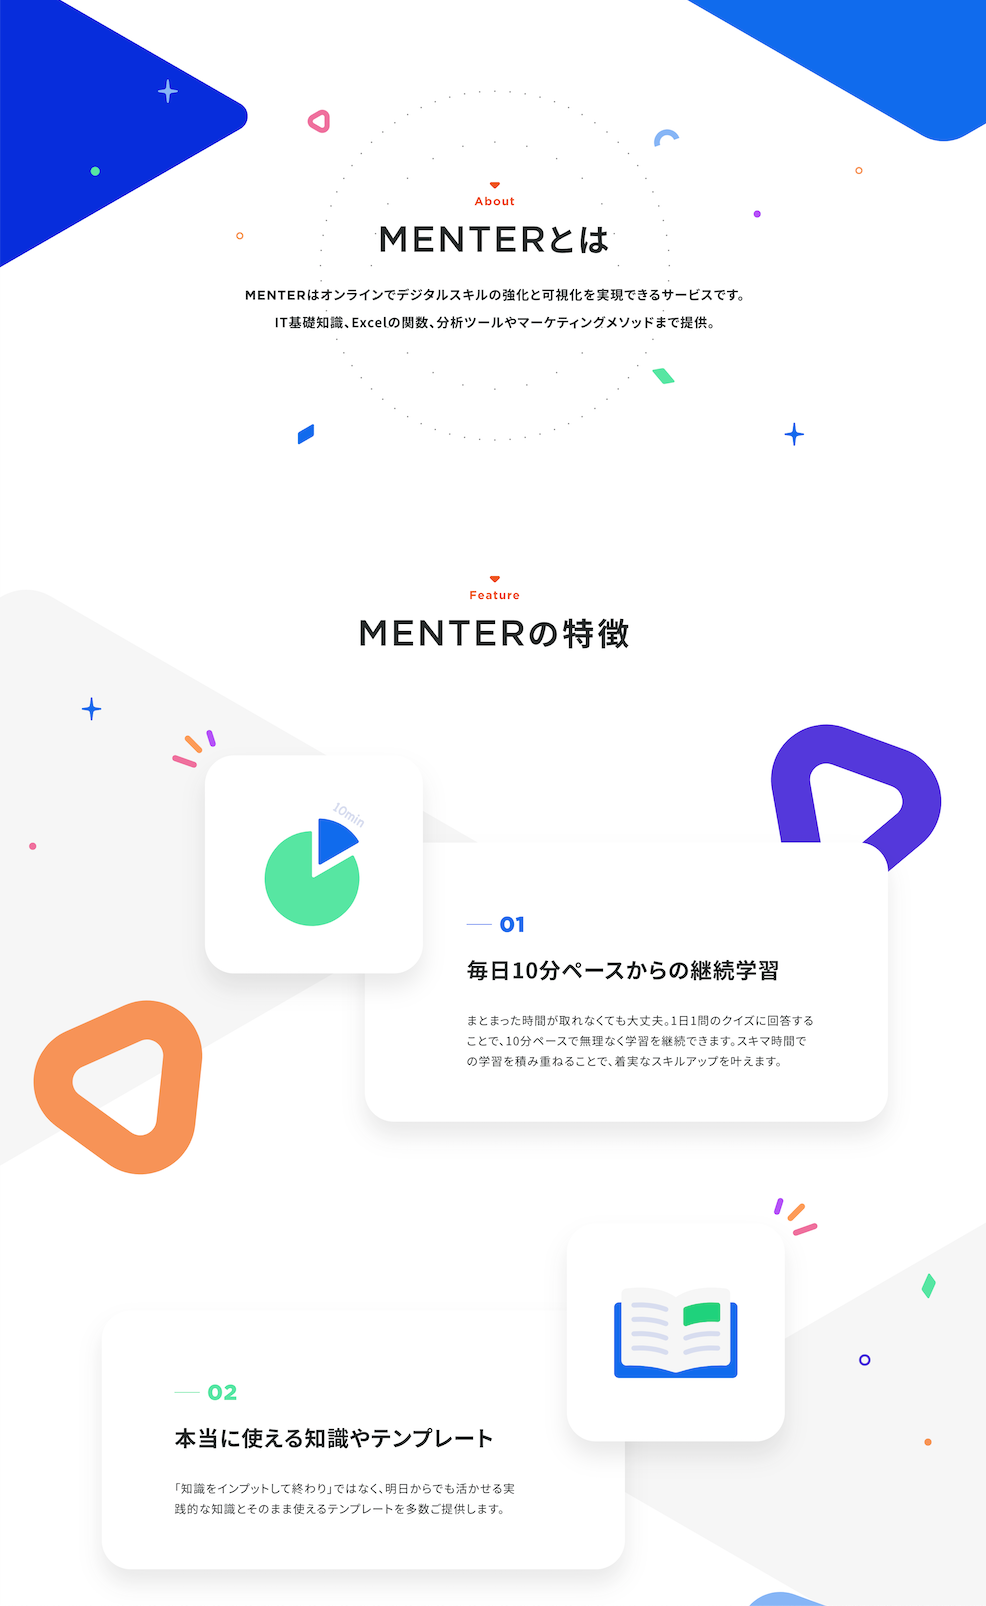 About
MENTERとは
MENTERはオンラインでデジタルスキルの強化と可視化を実現できるサービスです。
IT基礎知識、Excelの関数、分析ツールやマーケティングメソッドまで提供。
Feature
MENTERの特徴
10min
01
毎日10分ペースからの継続学習
まとまった時間が取れなくても大丈夫。1日1問のクイズに回答する
ことで、10分ペースで無理なく学習を継続できます。スキマ時間で
の学習を積み重ねることで、着実なスキルアップを叶えます。
02
本当に使える知識やテンプレート
「知識をインプットして終わり」ではなく、明日からでも活かせる実
践的な知識とそのまま使えるテンプレートを多数ご提供します。